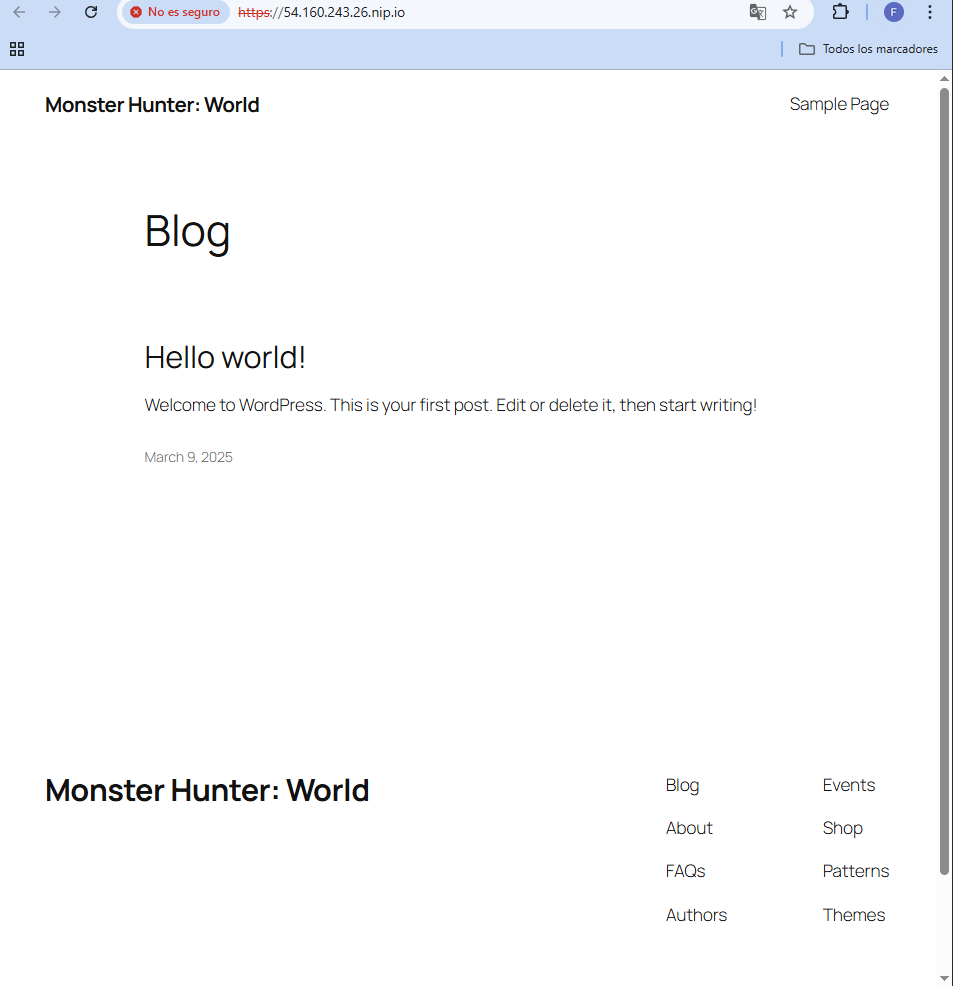 No es seguro https://54.160.243.26.nip.io
F
Todos los marcadores
Monster Hunter: World
Sample Page
Blog
Hello world!
Welcome to WordPress. This is your first post. Edit or delete it, then start writing!
March 9, 2025
Monster Hunter: World
Blog
About
FAQs
Authors
Events
Shop
Patterns
Themes